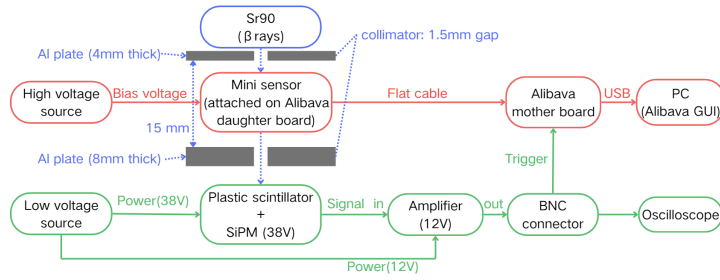 Sr90
(β rays)
Al plate (4mm thick)
collimator: 1.5mm gap
High voltage
source
Bias voltage
Mini sensor
(attached on Alibava
daughter board)
Flat cable
Alibava
mother board
USB
PC
(Alibava GUI)
15 mm
Al plate (8mm thick)
Trigger
Low voltage
source
Power(38V)
Plastic scintillator
+
SiPM (38V)
Signal in
Amplifier
(12V)
out
BNC
connector
Oscilloscope
Power(12V)